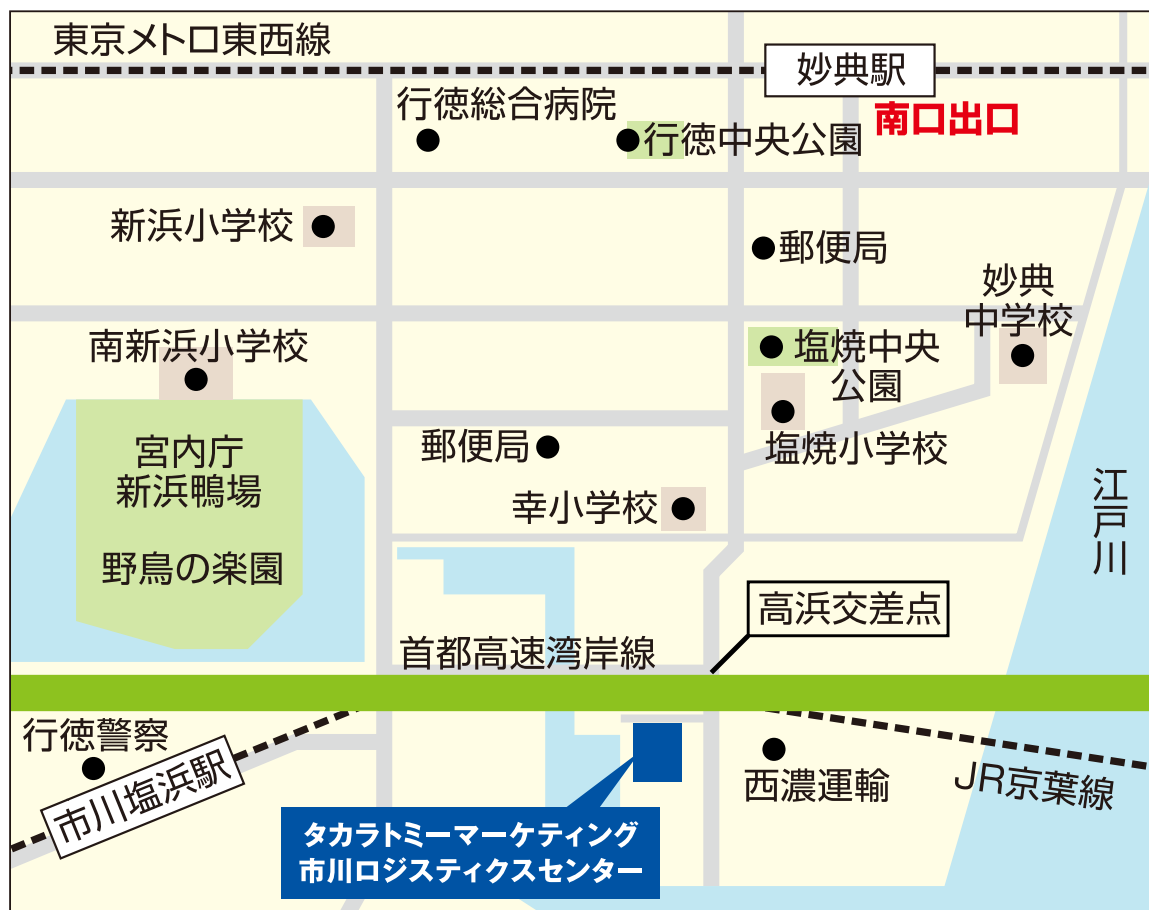 東京メトロ東西線
妙典駅
南口出口
行徳総合病院
行徳中央公園
新浜小学校
郵便局
妙典
中学校
南新浜小学校
塩焼中央
公園
宮内庁
新浜鴨場
野鳥の楽園
郵便局
塩焼小学校
幸小学校
江戸川
高浜交差点
首都高速湾岸線
行徳警察
市川塩浜駅
西濃運輸
JR京葉線
タカラトミーマーケティング
市川ロジスティクスセンター